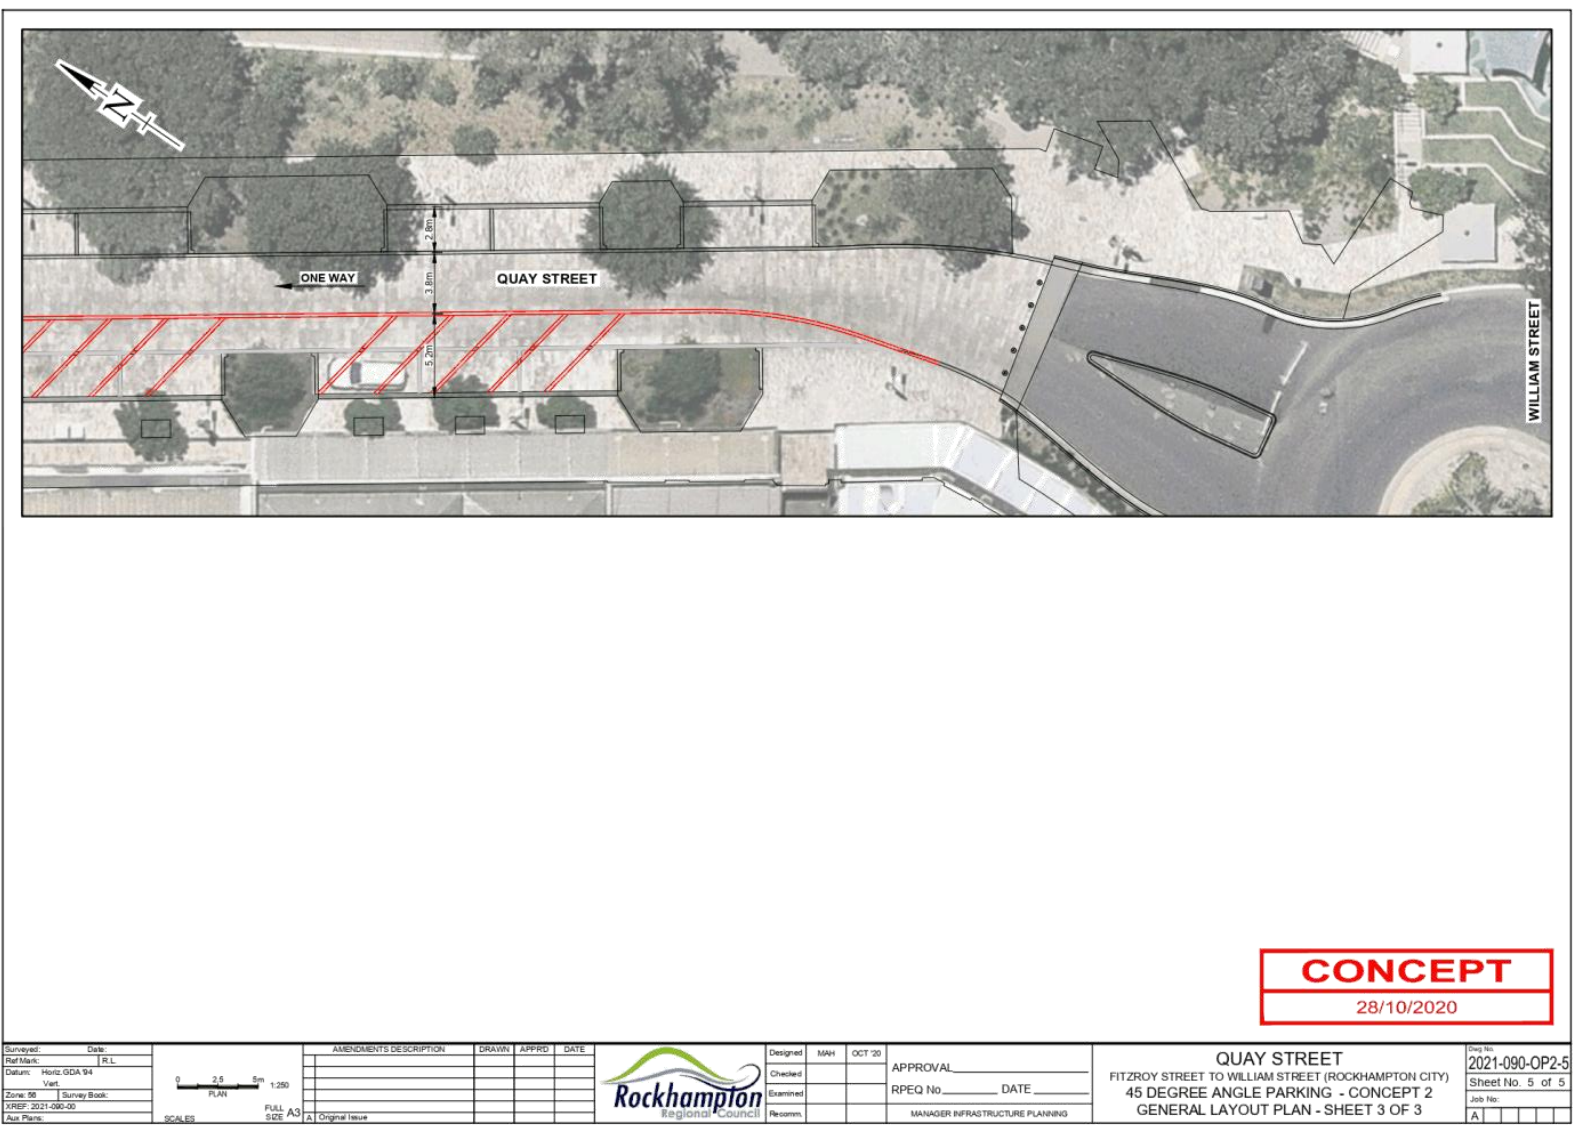 N
2.8m
ONE WAY
3.8m
QUAY STREET
5.2m
WILLIAM STREET
CONCEPT
28/10/2020
Surveyed: Date:
Ref Mark: R.L.
Datum: Horiz.GDA '94
Vert.
Zone: 56 Survey Book:
XREF: 2021-090-00
Aux Plans:
0 2.5 5m 1:250
PLAN
SCALES
FULL SIZE A3
AMENDMENTS DESCRIPTION DRAWN APPR'D DATE
A Original Issue
Rockhampton
Regional Council
Designed MAH OCT '20
Checked
Examined
Recomm.
APPROVAL
RPEQ No. DATE
MANAGER INFRASTRUCTURE PLANNING
QUAY STREET
FITZROY STREET TO WILLIAM STREET (ROCKHAMPTON CITY)
45 DEGREE ANGLE PARKING - CONCEPT 2
GENERAL LAYOUT PLAN - SHEET 3 OF 3
Dwg No.
2021-090-OP2-5
Sheet No. 5 of 5
Job No:
A